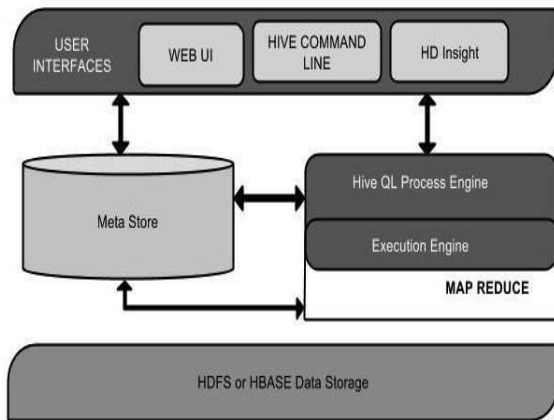 USER
INTERFACES
WEB UI
HIVE COMMAND
LINE
HD Insight
Meta Store
Hive QL Process Engine
Execution Engine
MAP REDUCE
HDFS or HBASE Data Storage